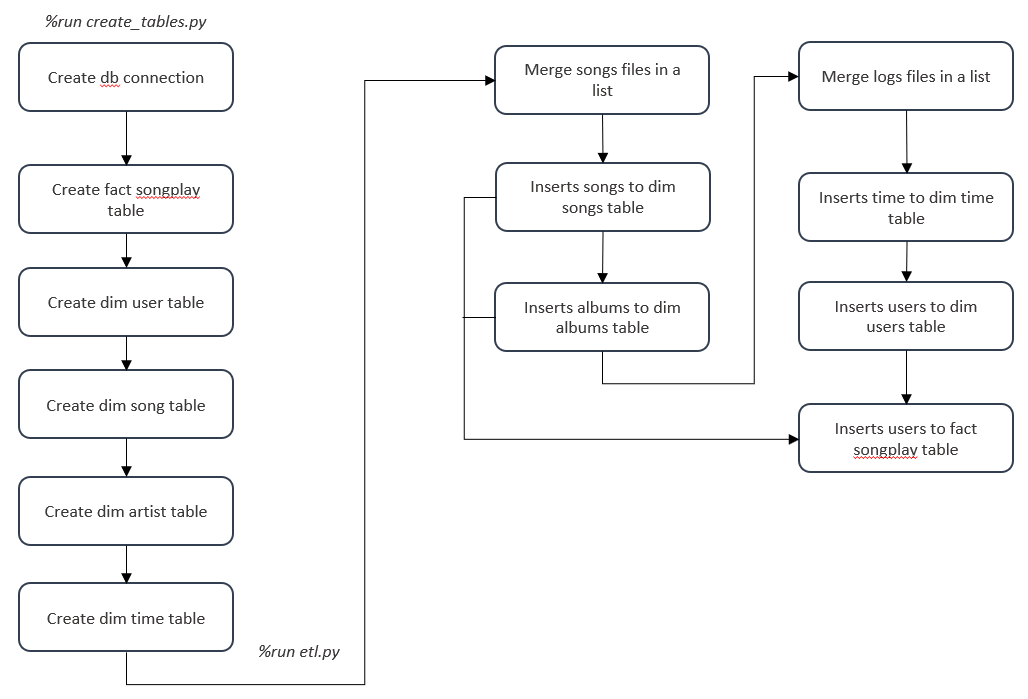 %run create_tables.py
Create db connection
Create fact songplay
table
Create dim user table
Create dim song table
Create dim artist table
Create dim time table
%run etl.py
Merge songs files in a
list
Inserts songs to dim
songs table
Inserts albums to dim
albums table
Merge logs files in a list
Inserts time to dim time
table
Inserts users to dim
users table
Inserts users to fact
songplay table